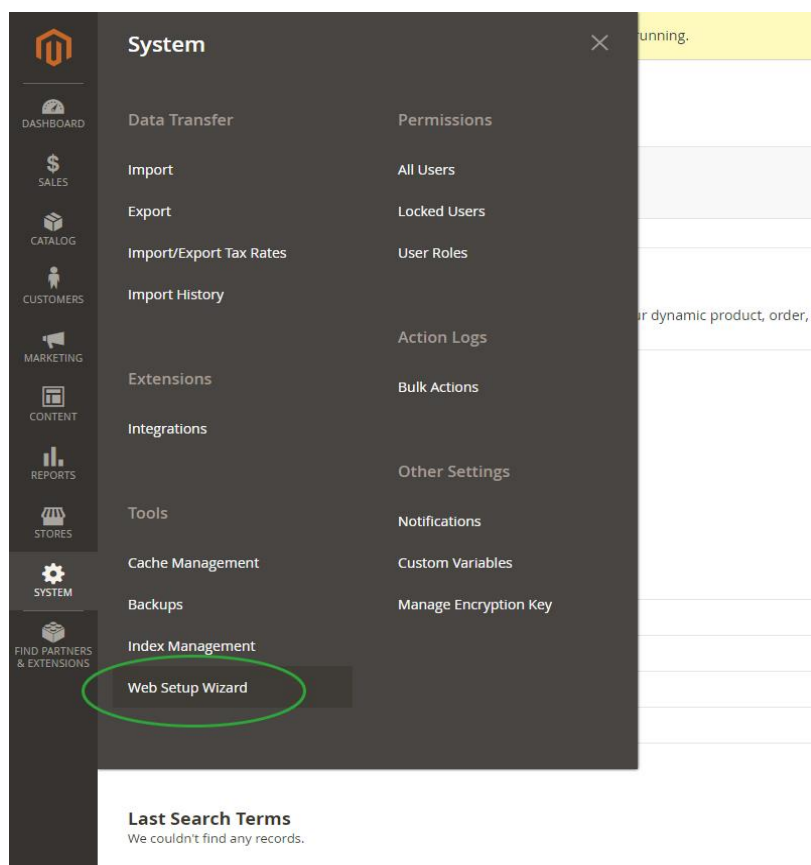 System
unning.
DASHBOARD
SALES
CATALOG
CUSTOMERS
MARKETING
CONTENT
REPORTS
STORES
SYSTEM
FIND PARTNERS
& EXTENSIONS
Data Transfer
Import
Export
Import/Export Tax Rates
Import History
Extensions
Integrations
Tools
Cache Management
Backups
Index Management
Web Setup Wizard
Permissions
All Users
Locked Users
User Roles
Action Logs
Bulk Actions
Other Settings
Notifications
Custom Variables
Manage Encryption Key
ur dynamic product, order,
Last Search Terms
We couldn't find any records.